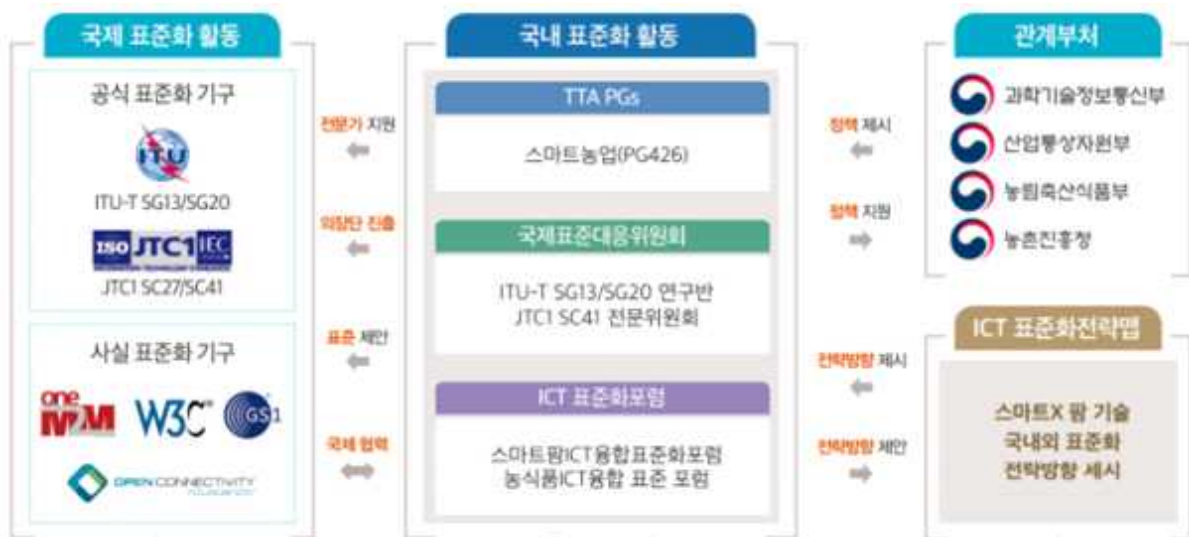 국제 표준화 활동
공식 표준화 기구
ITU
ITU-T SG13/SG20
ISO JTC1 IEC
JTC1 SC27/SC41
사실 표준화 기구
one M2M
W3C
GS1
OPEN CONNECTIVITY
전문가 지원
의장단 진출
표준 제안
국제 협력
국내 표준화 활동
TTA PGs
스마트농업(PG426)
국제표준대응위원회
ITU-T SG13/SG20 연구반
JTC1 SC41 전문위원회
ICT 표준화포럼
스마트팜ICT융합표준화포럼
농식품ICT융합 표준 포럼
정책 제시
정책 지원
전략방향 제시
전략방향 제안
관계부처
과학기술정보통신부
산업통상자원부
농림축산식품부
농촌진흥청
ICT 표준화전략맵
스마트X 팜 기술
국내외 표준화
전략방향 제시